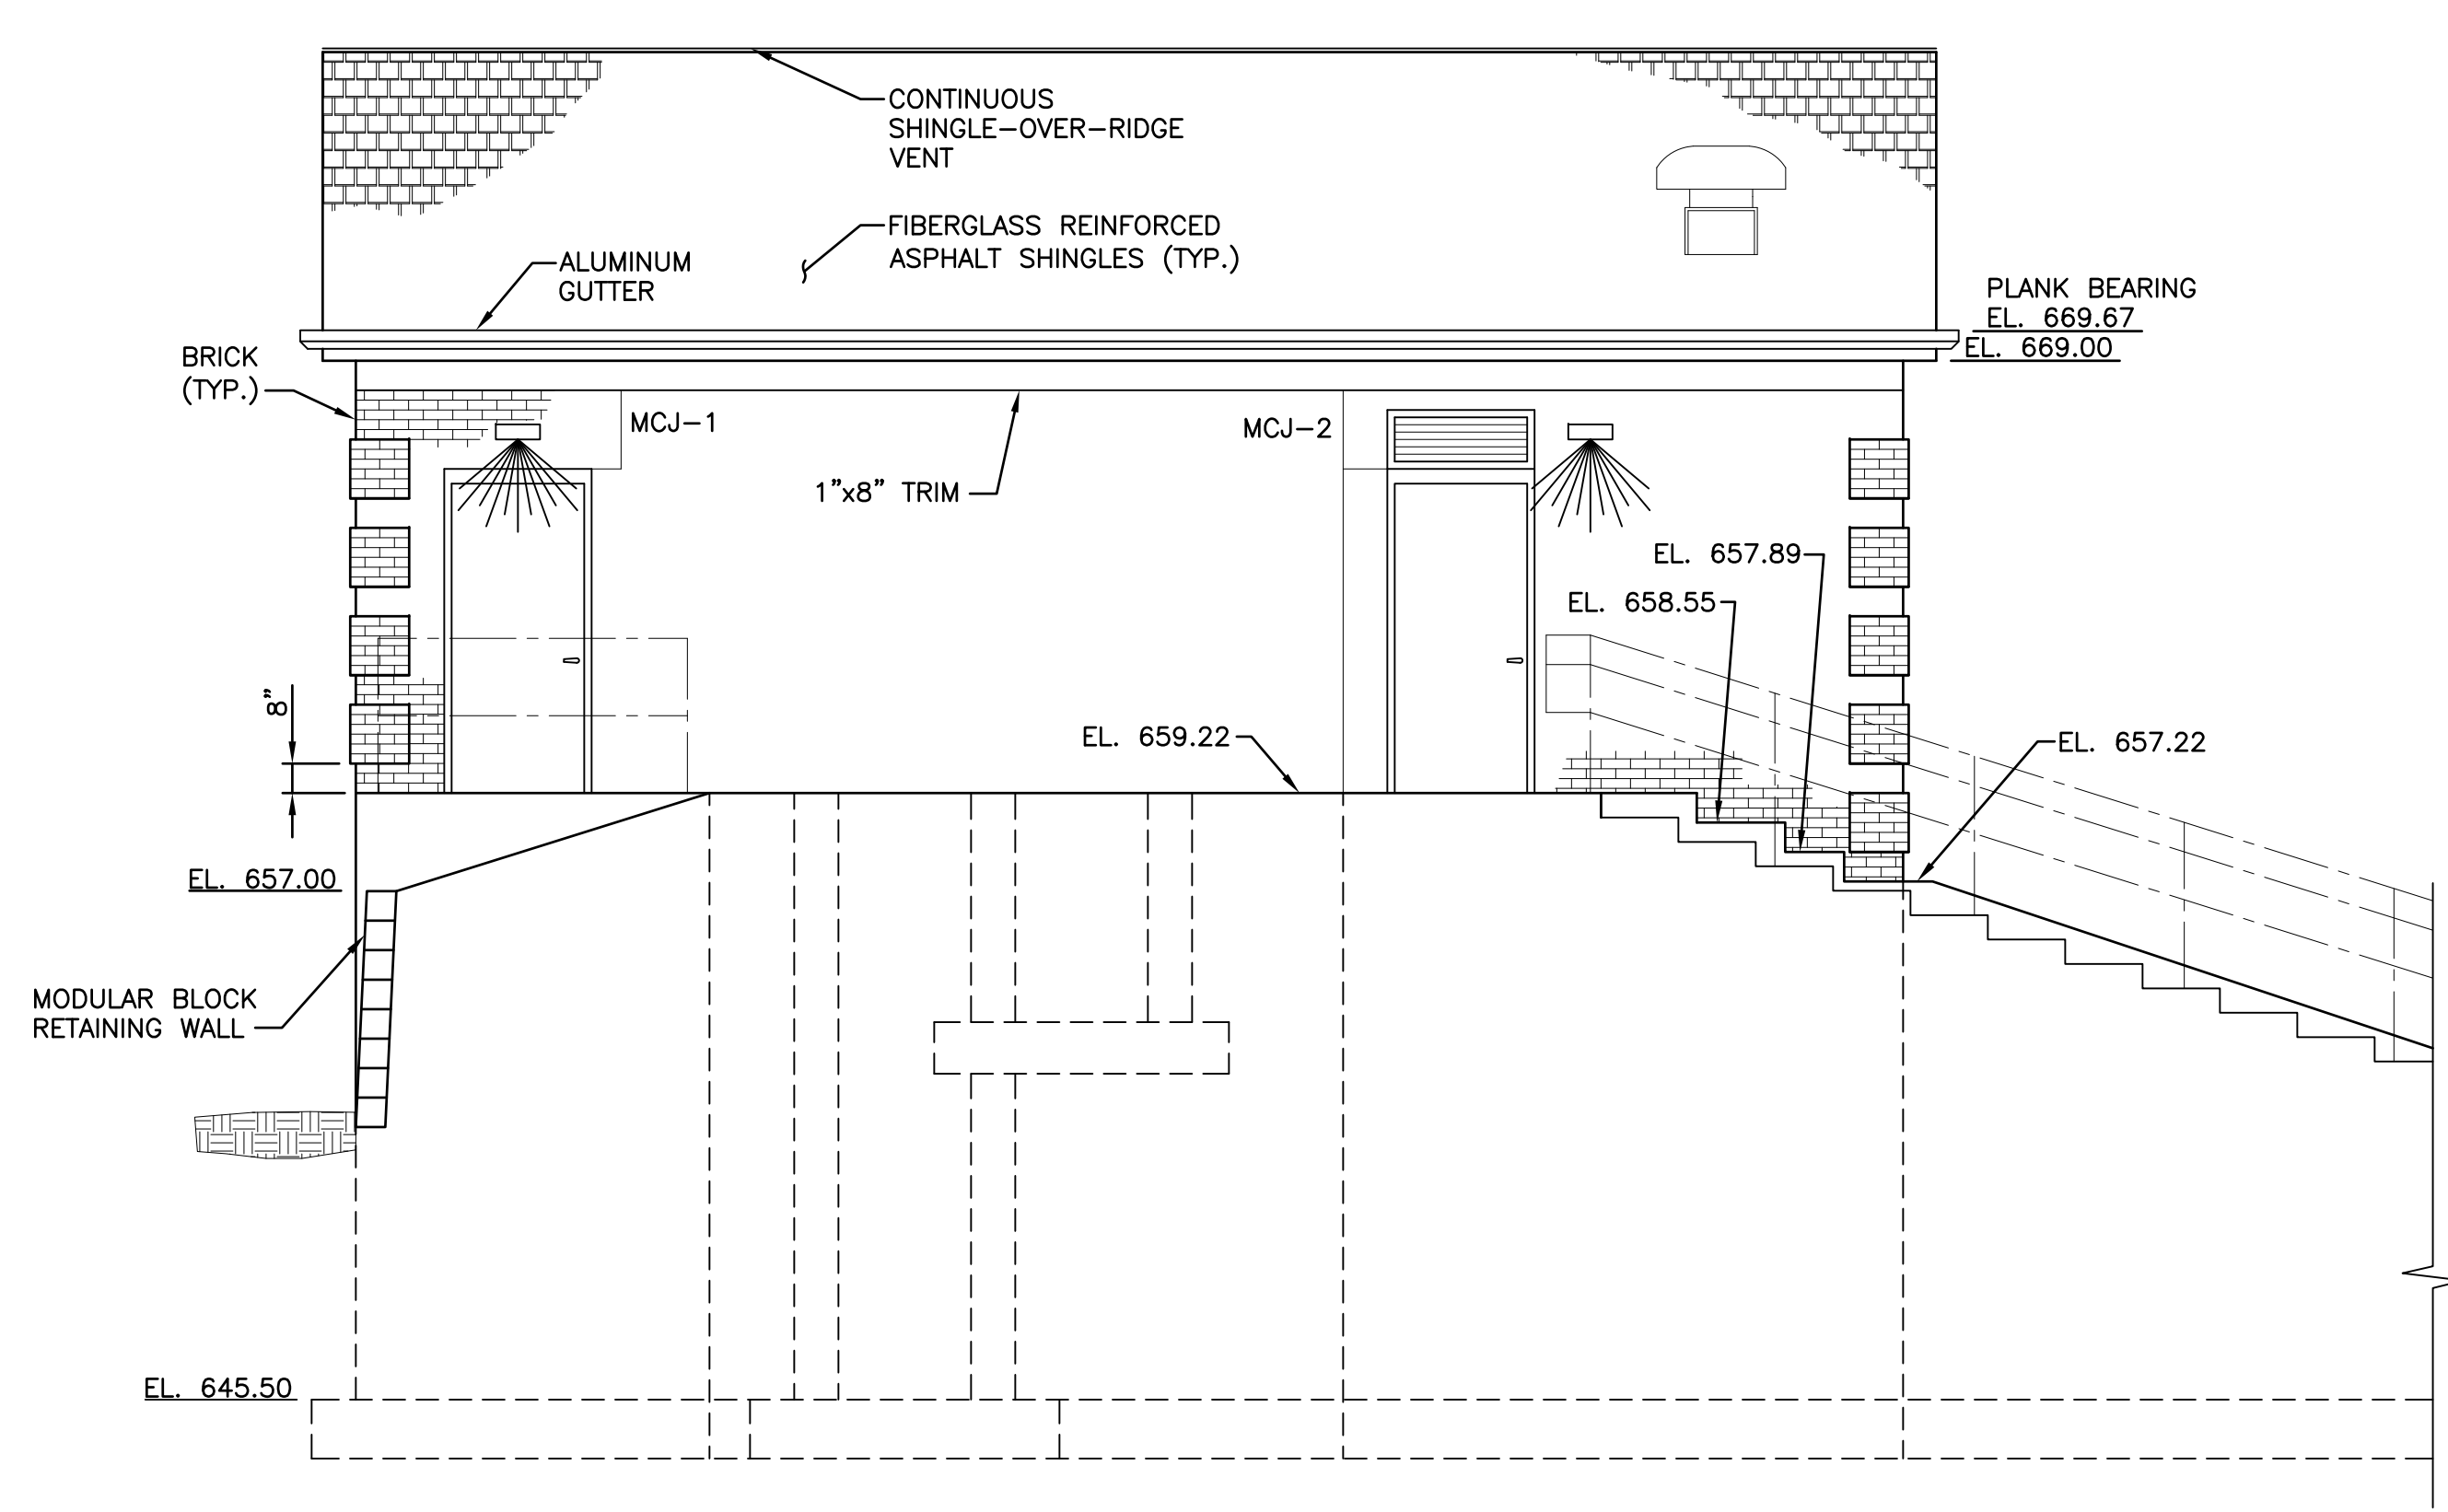 CONTINUOUS
SHINGLE-OVER-RIDGE
VENT
FIBERGLASS REINFORCED
ASPHALT SHINGLES (TYP.)
ALUMINUM
GUTTER
PLANK BEARING
EL. 669.67
EL. 669.00
BRICK
(TYP.)
MCJ-1
MCJ-2
1"x8" TRIM
EL. 657.89
EL. 658.55
8"
EL. 659.22
EL. 657.22
EL. 657.00
MODULAR BLOCK
RETAINING WALL
EL. 645.50